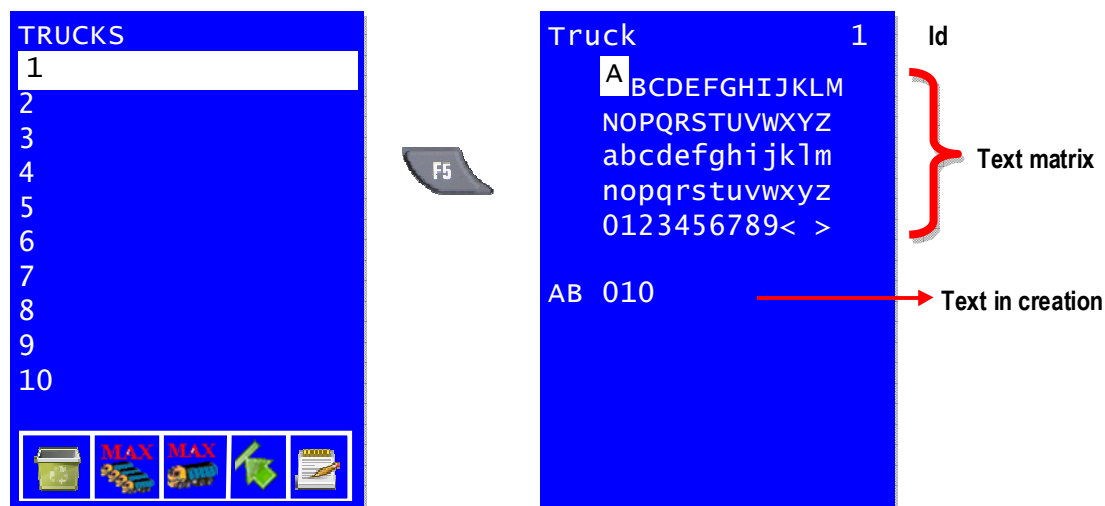 TRUCKS
1
2
3
4
5
6
7
8
9
10
MAX MAX
F5
Truck 1 Id
ABCDEFGHIJKLM
NOPQRSTUVWXYZ
abcdefghijklm
nopqrstuvwxyz
0123456789< >
Text matrix
AB 010
Text in creation